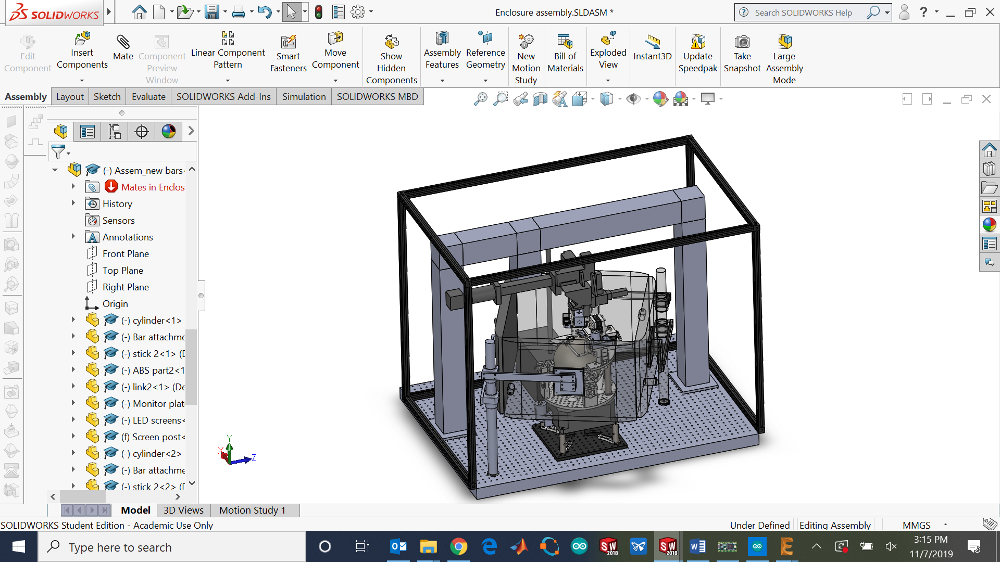 SOLIDWORKS
Enclosure assembly.SLDASM *
Search SOLIDWORKS Help
?
Edit
Component
Insert
Components
Mate
Component
Preview
Window
Linear Component
Pattern
Smart
Fasteners
Move
Component
Show
Hidden
Components
Assembly
Features
Reference
Geometry
New
Motion
Study
Bill of
Materials
Exploded
View
Instant3D
Update
Speedpak
Take
Snapshot
Large
Assembly
Mode
Assembly
Layout
Sketch
Evaluate
SOLIDWORKS Add-Ins
Simulation
SOLIDWORKS MBD
(-) Assem_new bars
Mates in Enclos
History
Sensors
Annotations
Front Plane
Top Plane
Right Plane
Origin
(-) cylinder<1>
(-) Bar attachme
(-) stick 2<1> (D
(-) ABS part2<1
(-) link2<1> (De
(-) Monitor plat
(-) LED screens<
(f) Screen post<
(-) cylinder<2>
(-) Bar attachme
(-) stick 2<2> (D
Y
X
Z
Model
3D Views
Motion Study 1
SOLIDWORKS Student Edition - Academic Use Only
Under Defined
Editing Assembly
MMGS
Type here to search
SW
2018
SW
2018
3:15 PM
11/7/2019